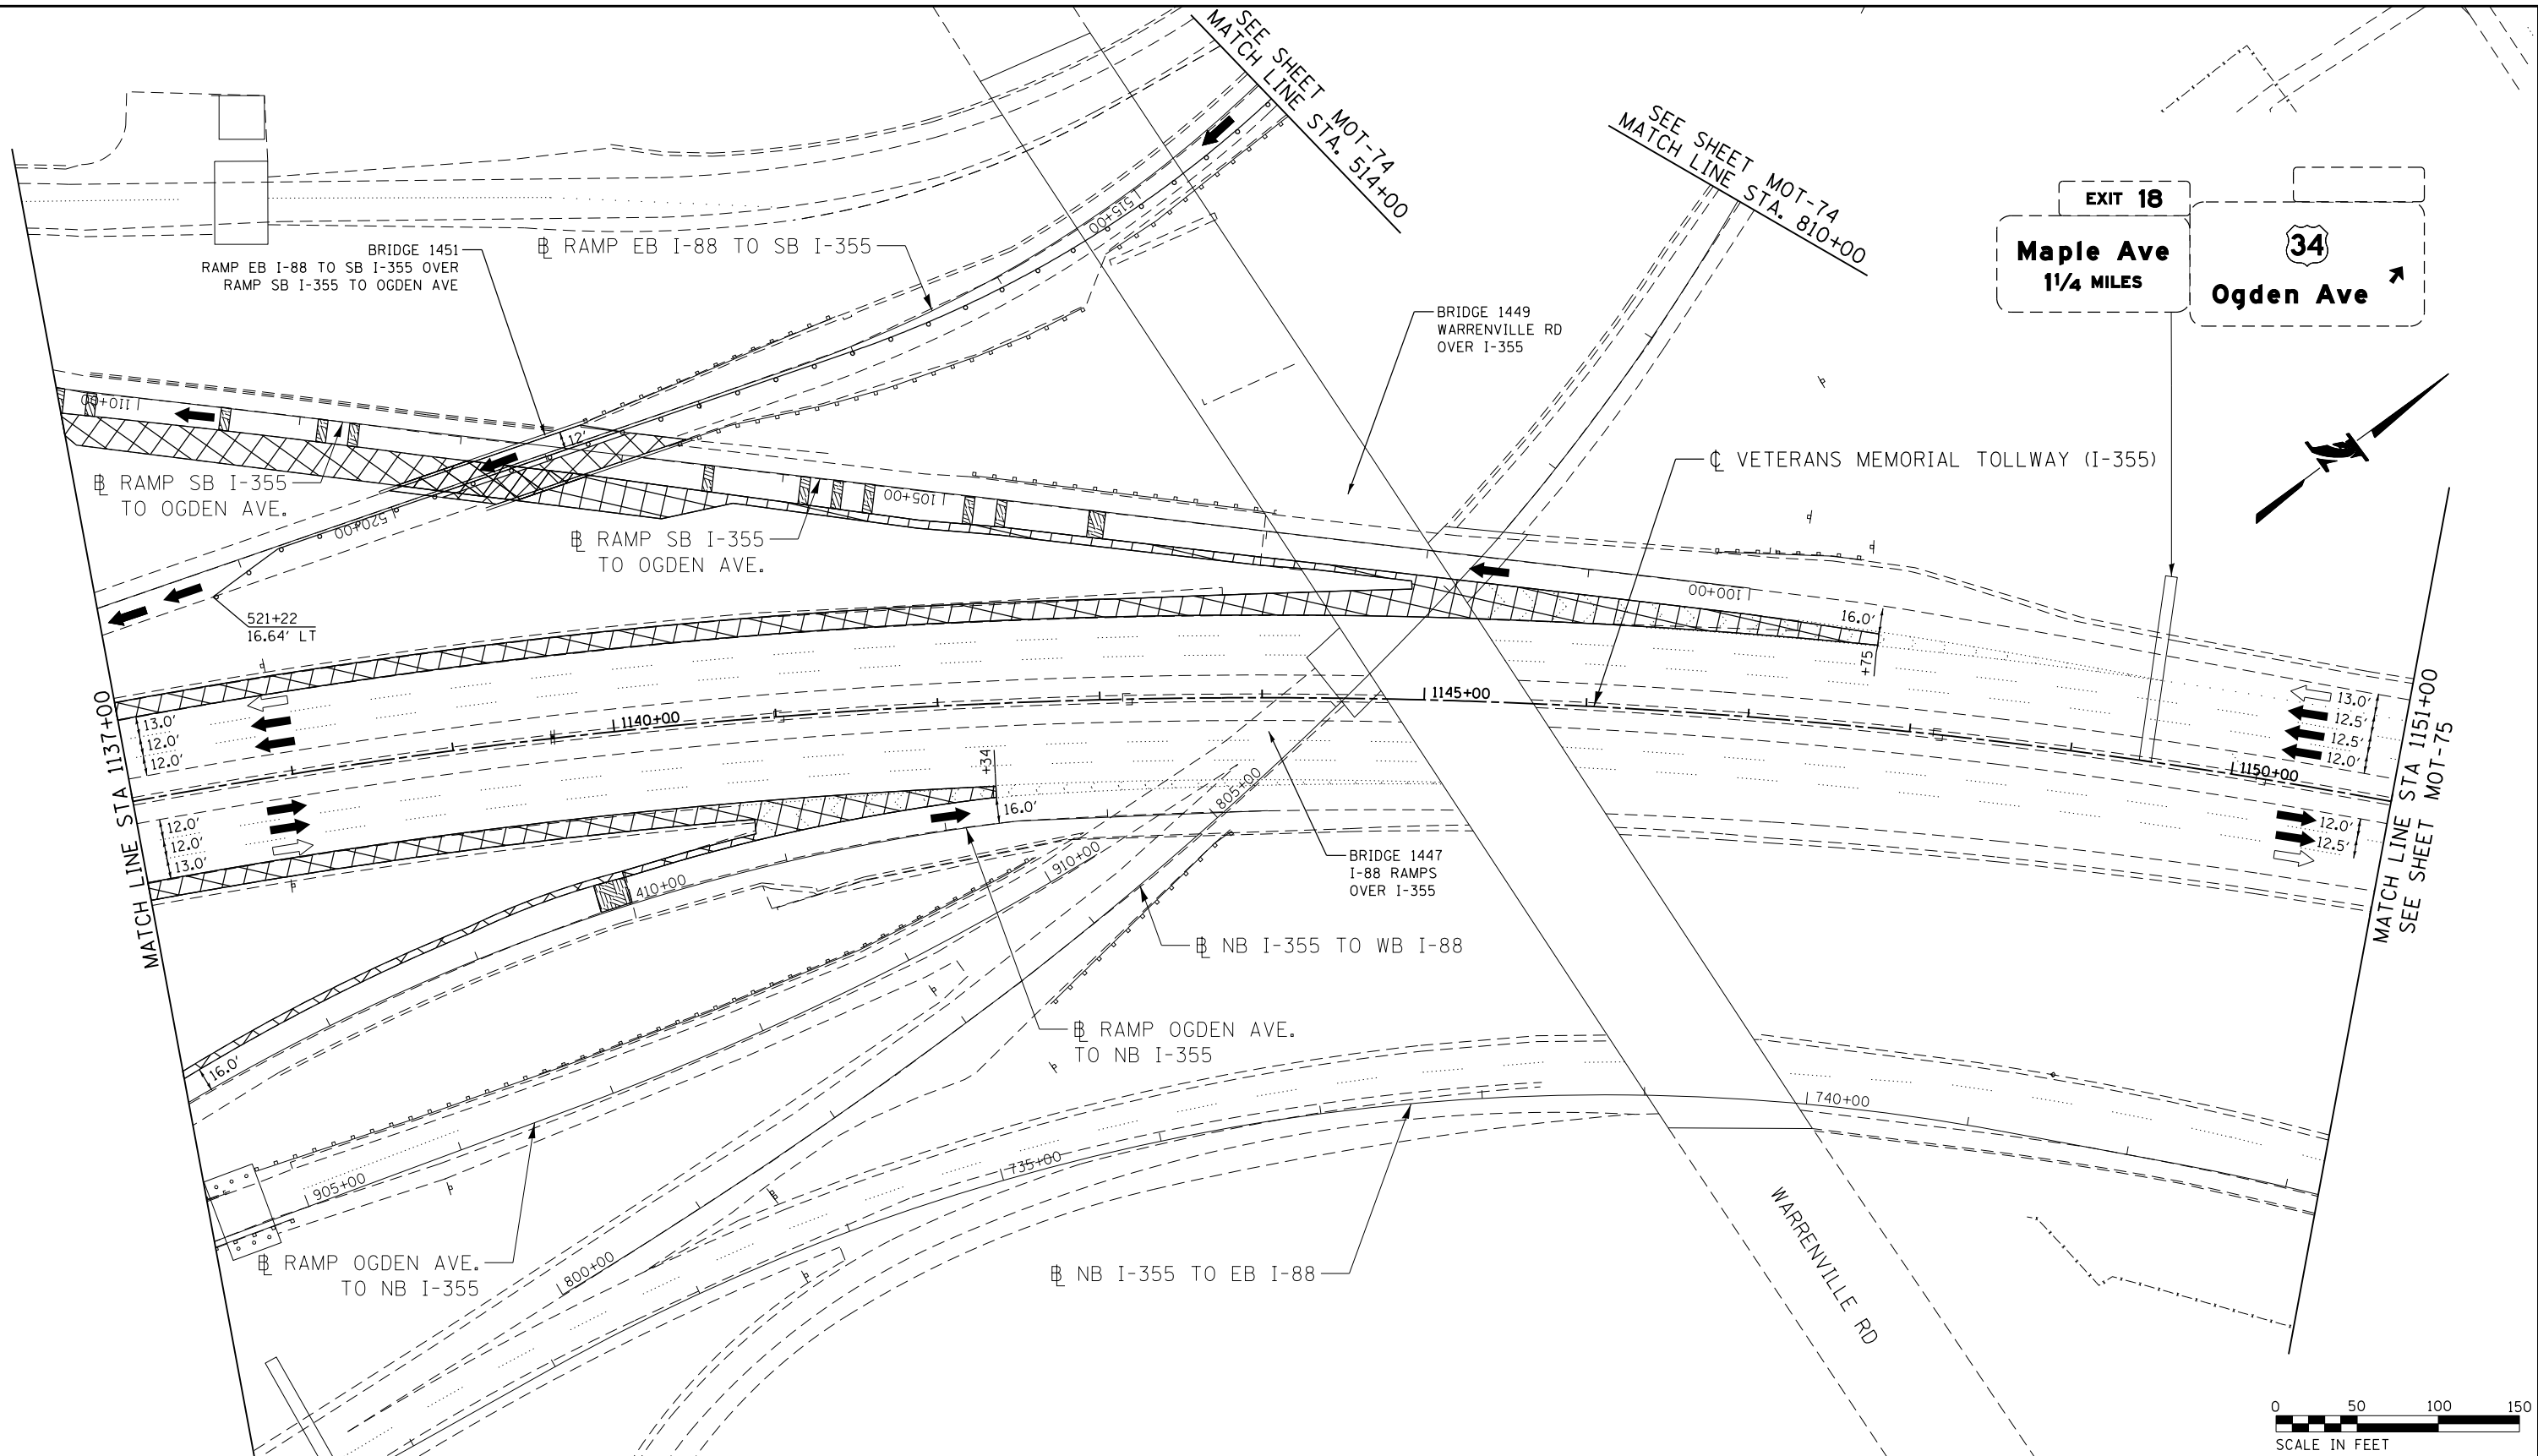 SEE SHEET MOT-74
MATCH LINE STA. 514+00
SEE SHEET MOT-74
MATCH LINE STA. 810+00
EXIT 18
Maple Ave
1 1/4 MILES
34
Ogden Ave
BRIDGE 1451
RAMP EB I-88 TO SB I-355 OVER
RAMP SB I-355 TO OGDEN AVE
℄ RAMP EB I-88 TO SB I-355
515+00
BRIDGE 1449
WARRENVILLE RD
OVER I-355
110+00
12'
℄ RAMP SB I-355
TO OGDEN AVE.
520+00
105+00
℄ RAMP SB I-355
TO OGDEN AVE.
℄ VETERANS MEMORIAL TOLLWAY (I-355)
521+22
16.64' LT
100+00
16.0'
+75
MATCH LINE STA 1137+00
13.0'
12.0'
12.0'
1140+00
1145+00
1150+00
13.0'
12.5'
12.5'
12.0'
MATCH LINE STA 1151+00
SEE SHEET MOT-75
12.0'
12.0'
13.0'
+34
16.0'
805+00
12.0'
12.5'
410+00
910+00
BRIDGE 1447
I-88 RAMPS
OVER I-355
℄ NB I-355 TO WB I-88
℄ RAMP OGDEN AVE.
TO NB I-355
16.0'
905+00
735+00
740+00
℄ RAMP OGDEN AVE.
TO NB I-355
800+00
℄ NB I-355 TO EB I-88
WARRENVILLE RD
0 50 100 150
SCALE IN FEET